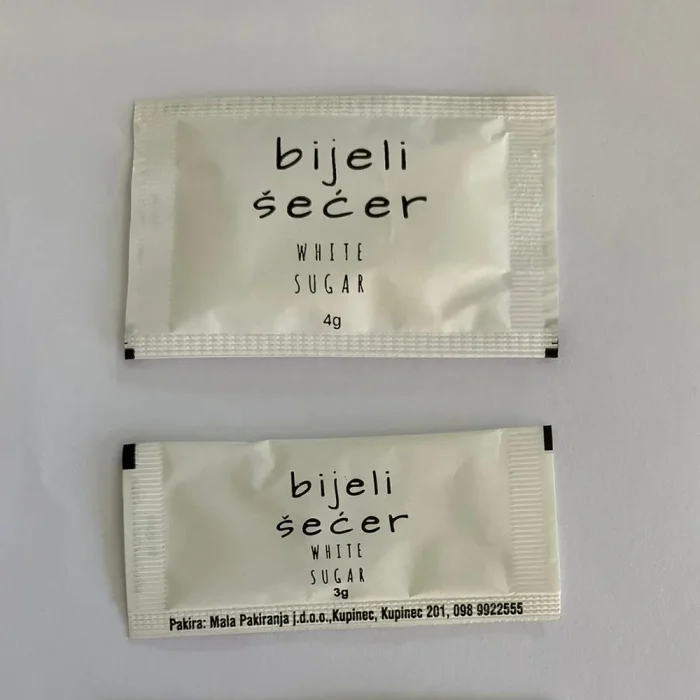 bijeli
šećer
WHITE
SUGAR
4g
bijeli
šećer
WHITE
SUGAR
3g
Pakira: Mala Pakiranja j.d.o.o.,Kupinec, Kupinec 201, 098 9922555